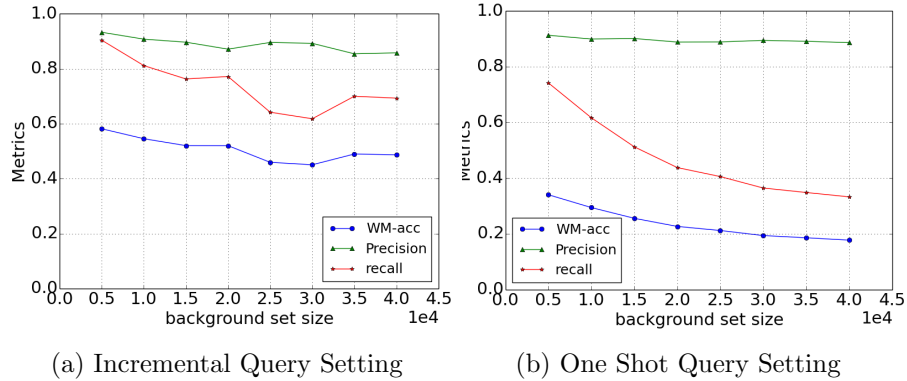 1.0
0.8
0.6
0.4
0.2
0.0
Metrics
WM-acc
Precision
recall
0.0 0.5 1.0 1.5 2.0 2.5 3.0 3.5 4.0 4.5
1e4
background set size
(a) Incremental Query Setting
1.0
0.8
0.6
0.4
0.2
0.0
Metrics
WM-acc
Precision
recall
0.0 0.5 1.0 1.5 2.0 2.5 3.0 3.5 4.0 4.5
1e4
background set size
(b) One Shot Query Setting